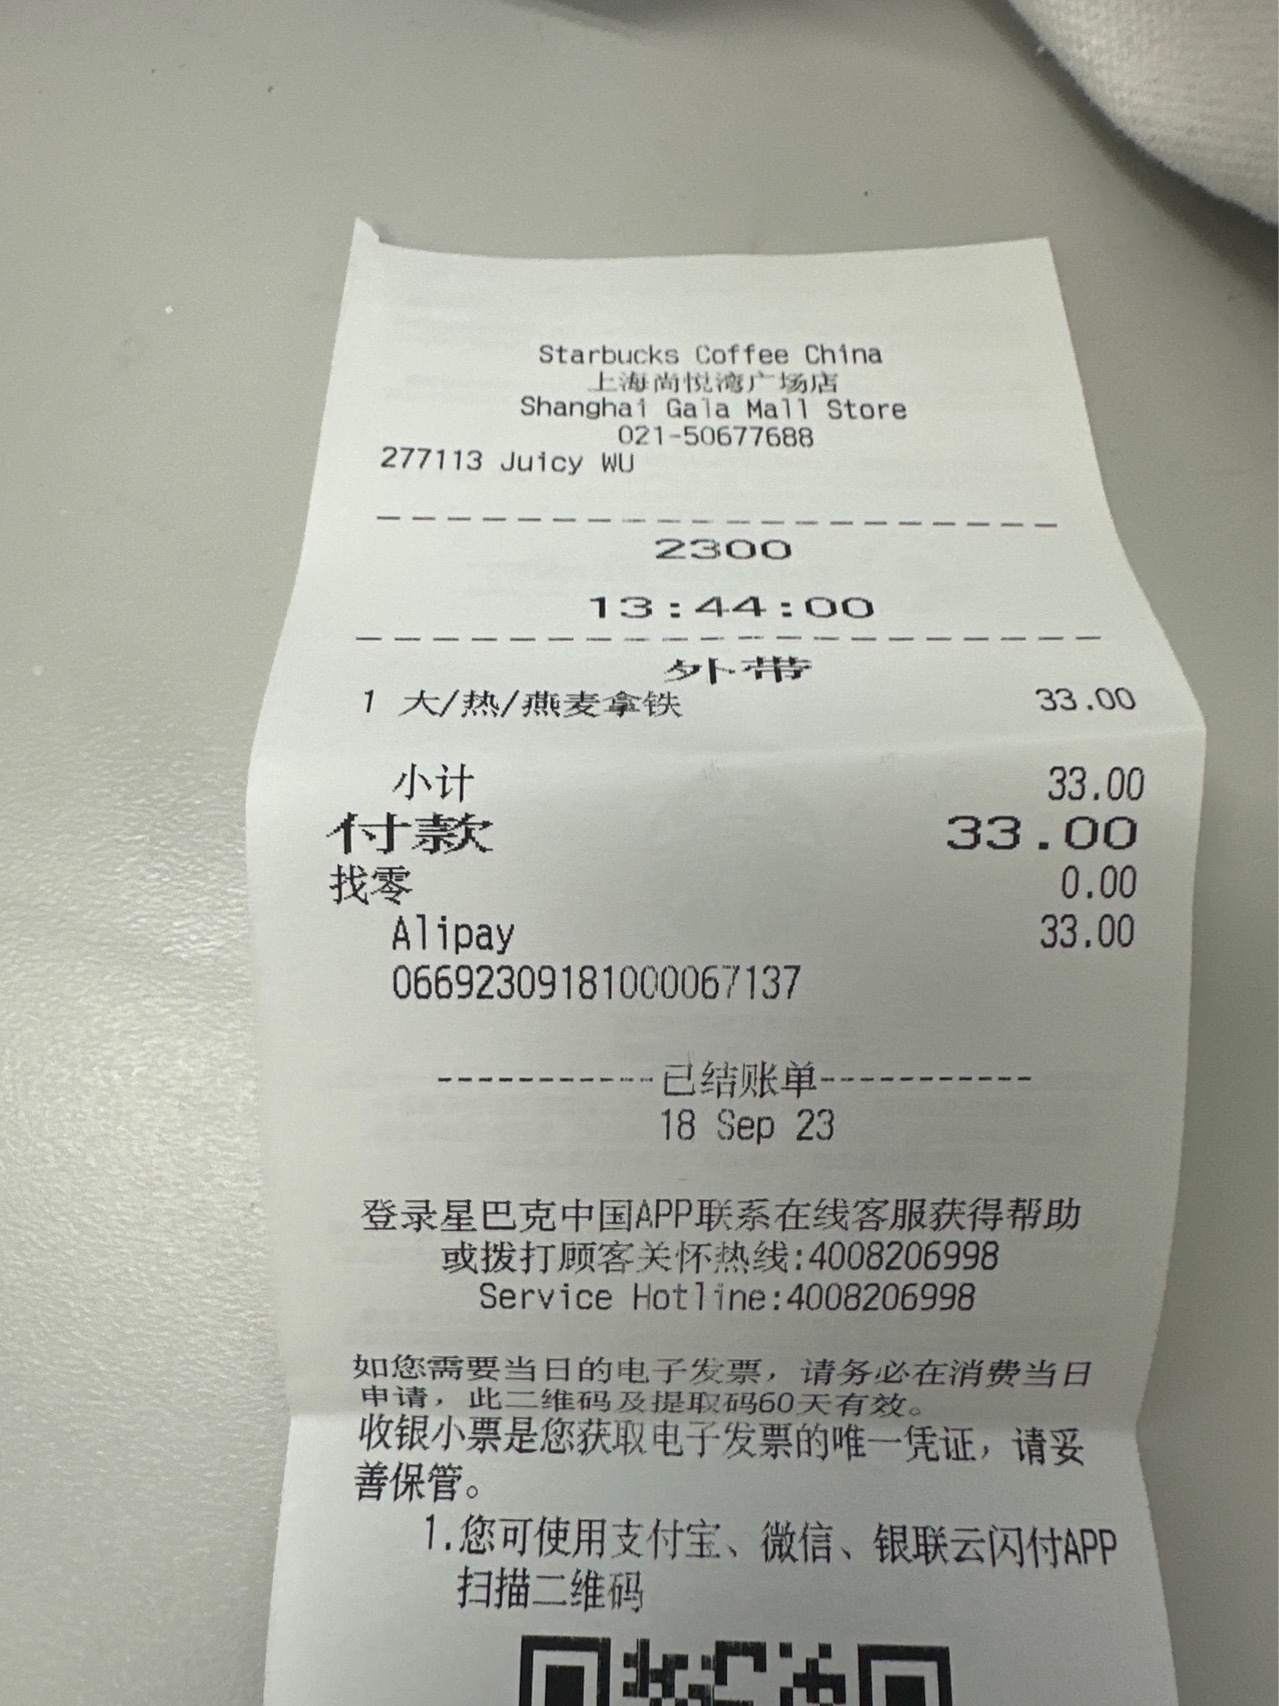 Starbucks Coffee China
上海尚悦湾广场店
Shanghai Gala Mall Store
021-50677688
277113 Juicy WU
2300
13:44:00
外带
1 大/热/燕麦拿铁 33.00
小计 33.00
付款 33.00
找零 0.00
Alipay 33.00
06692309181000067137
-----------已结账单-----------
18 Sep 23
登录星巴克中国APP联系在线客服获得帮助
或拨打顾客关怀热线:4008206998
Service Hotline:4008206998
如您需要当日的电子发票，请务必在消费当日
申请，此二维码及提取码60天有效。
收银小票是您获取电子发票的唯一凭证，请妥
善保管。
1.您可使用支付宝、微信、银联云闪付APP
扫描二维码